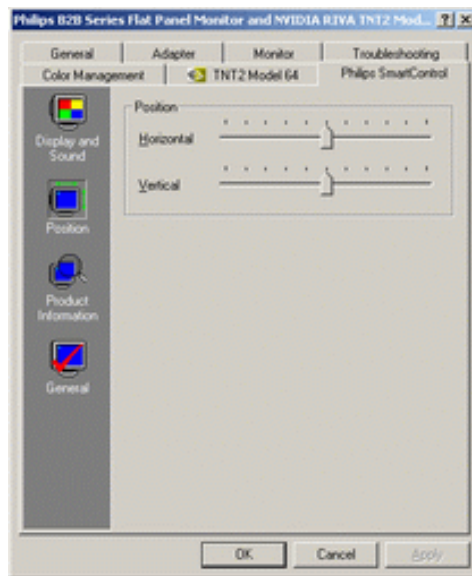 Philips B2B Series Flat Panel Monitor and NVIDIA RIVA TNT2 Mod...
General Adapter Monitor Troubleshooting
Color Management TNT2 Model 64 Philips SmartControl
Display and
Sound
Position
Product
Information
General
Position
Horizontal
Vertical
OK Cancel Apply